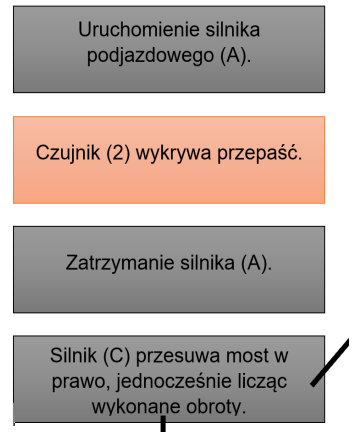 Uruchomienie silnika
podjazdowego (A).
Czujnik (2) wykrywa przepaść.
Zatrzymanie silnika (A).
Silnik (C) przesuwa most w
prawo, jednocześnie licząc
wykonane obroty.